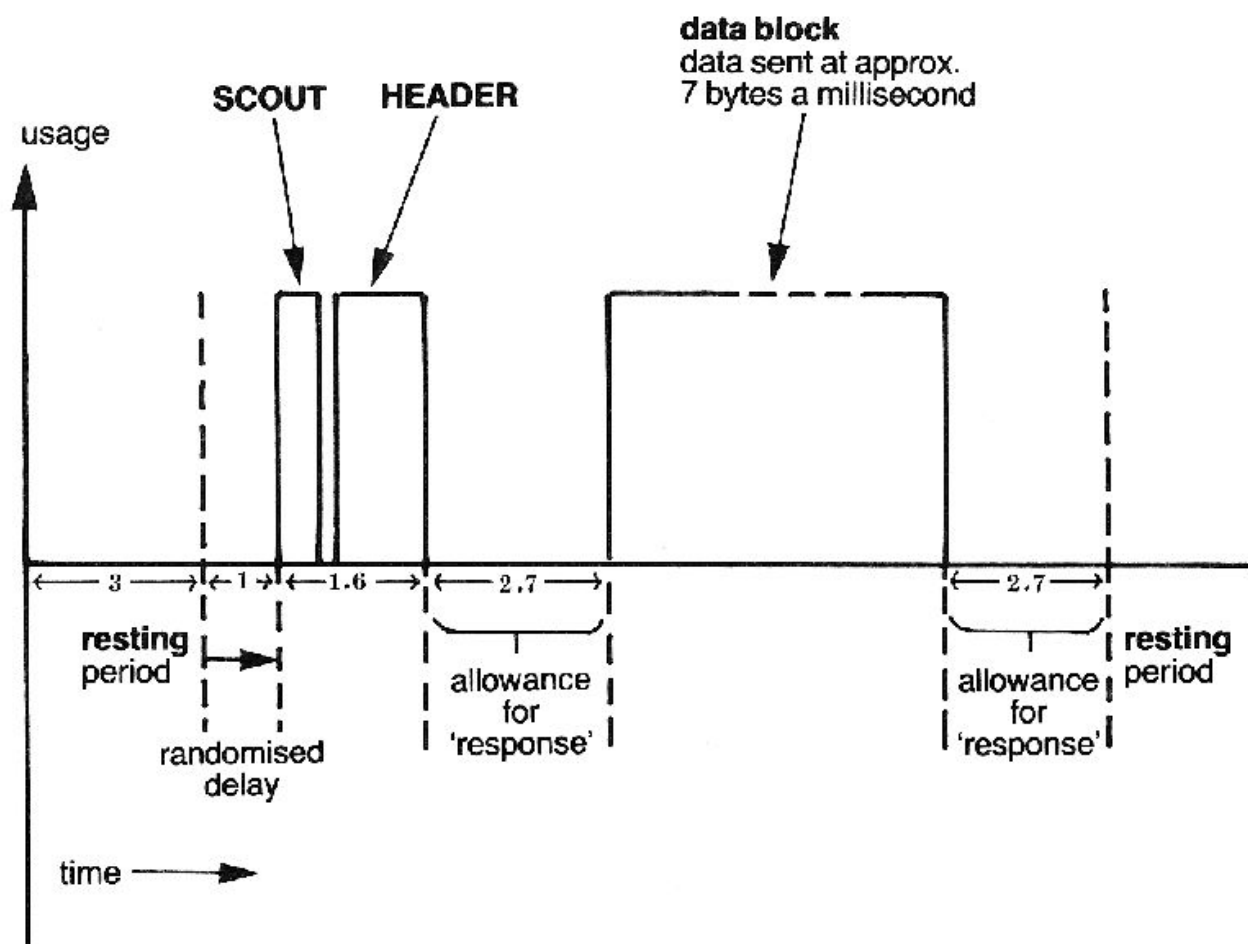 data block
data sent at approx.
7 bytes a millisecond
SCOUT
HEADER
usage
3
1
1.6
2.7
2.7
resting
period
randomised
delay
allowance
for
'response'
allowance
for
'response'
resting
period
time